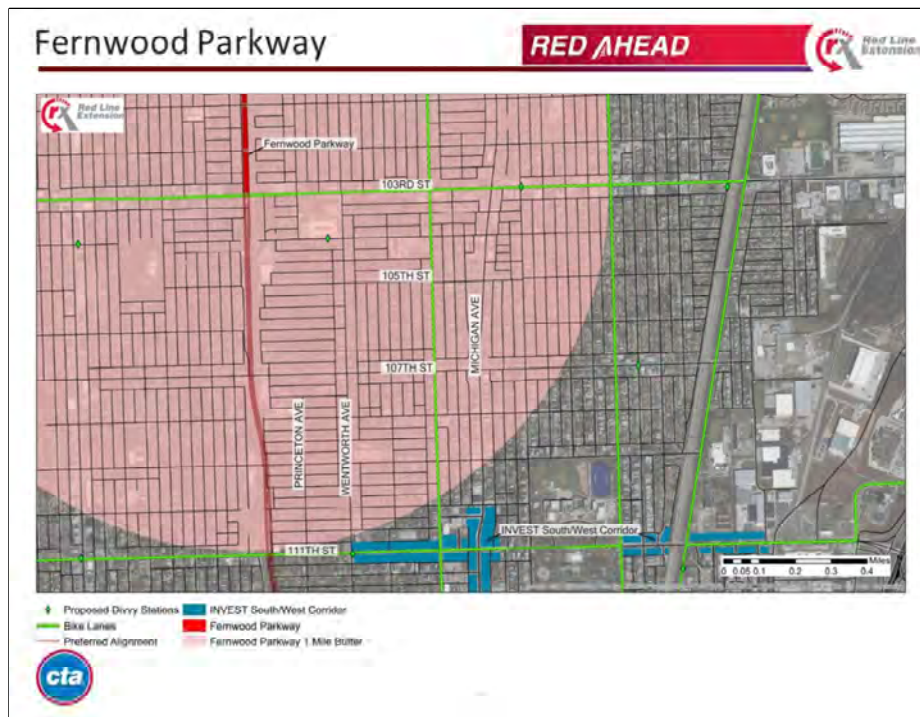 Fernwood Parkway
RED AHEAD
Red Line
Extension
Red Line
Extension
Fernwood Parkway
103RD ST
105TH ST
MICHIGAN AVE
107TH ST
PRINCETON AVE
WENTWORTH AVE
INVEST South/West Corridor
111TH ST
Miles
0 0.05 0.1 0.2 0.3 0.4
Proposed Divvy Stations
INVEST South/West Corridor
Bike Lanes
Fernwood Parkway
Preferred Alignment
Fernwood Parkway 1 Mile Buffer
cta